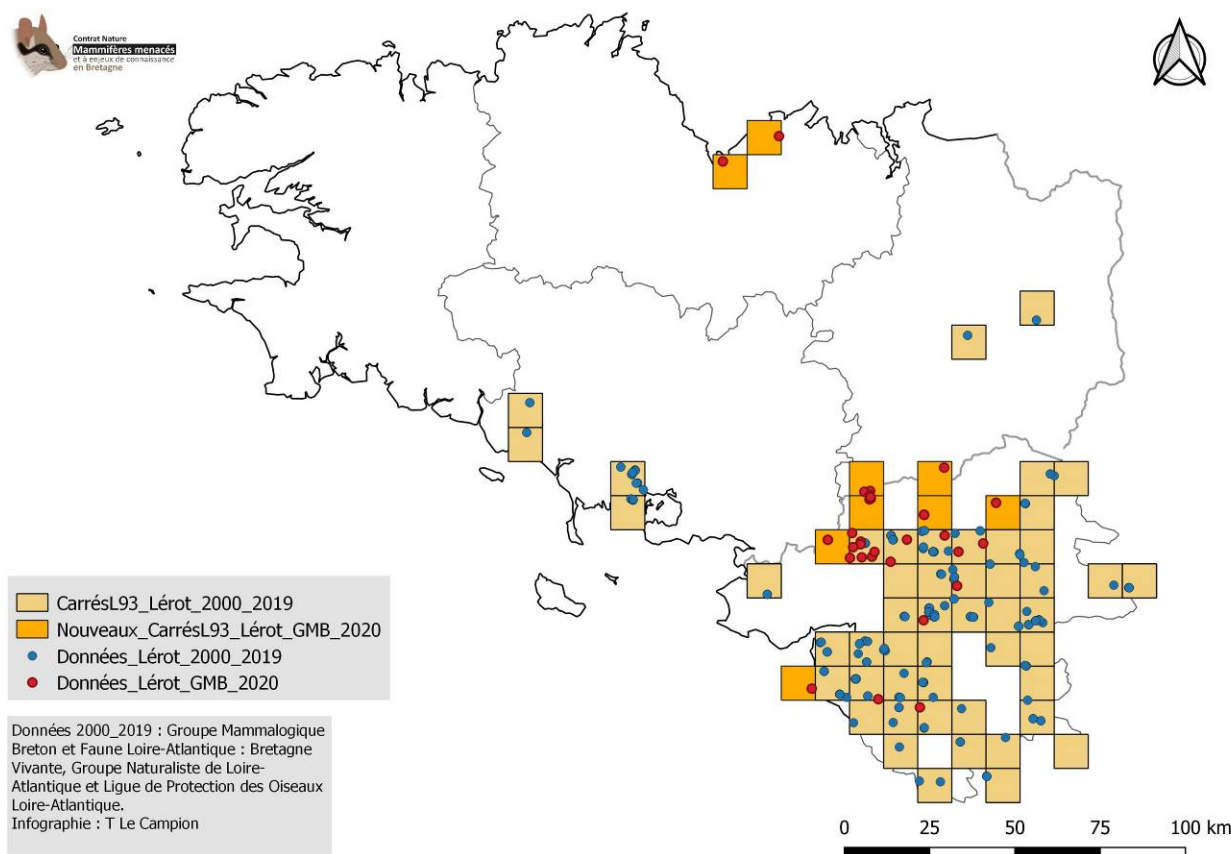 Contrat Nature
Mammifères menacés
et à enjeux de connaissance
en Bretagne
CarrésL93_Lérot_2000_2019
Nouveaux_CarrésL93_Lérot_GMB_2020
Données_Lérot_2000_2019
Données_Lérot_GMB_2020
Données 2000_2019 : Groupe Mammalogique
Breton et Faune Loire-Atlantique : Bretagne
Vivante, Groupe Naturaliste de Loire-
Atlantique et Ligue de Protection des Oiseaux
Loire-Atlantique.
Infographie : T Le Campion
0 25 50 75 100 km